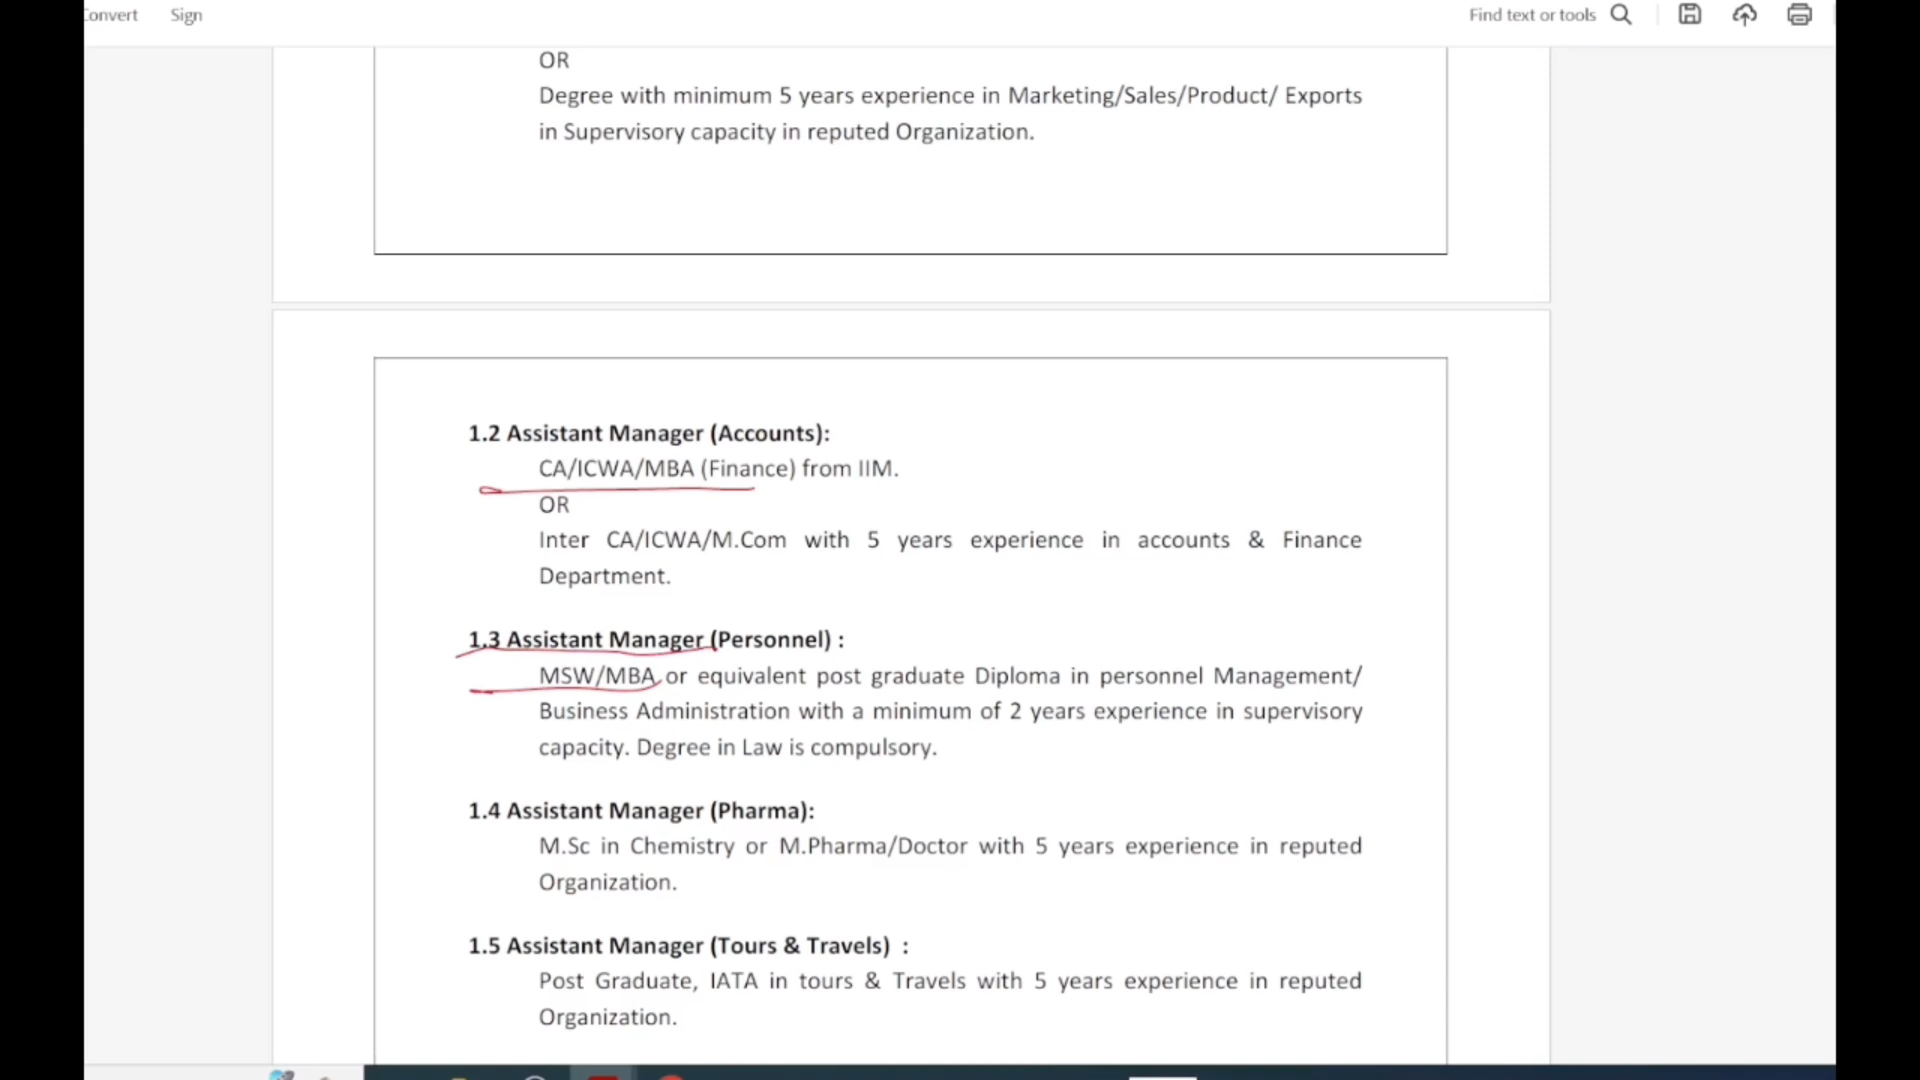 Convert
Sign
Find text or tools
OR
Degree with minimum 5 years experience in Marketing/Sales/Product/ Exports
in Supervisory capacity in reputed Organization.
1.2 Assistant Manager (Accounts):
CA/ICWA/MBA (Finance) from IIM.
OR
Inter CA/ICWA/M.Com with 5 years experience in accounts & Finance
Department.
1.3 Assistant Manager (Personnel) :
MSW/MBA or equivalent post graduate Diploma in personnel Management/
Business Administration with a minimum of 2 years experience in supervisory
capacity. Degree in Law is compulsory.
1.4 Assistant Manager (Pharma):
M.Sc in Chemistry or M.Pharma/Doctor with 5 years experience in reputed
Organization.
1.5 Assistant Manager (Tours & Travels) :
Post Graduate, IATA in tours & Travels with 5 years experience in reputed
Organization.